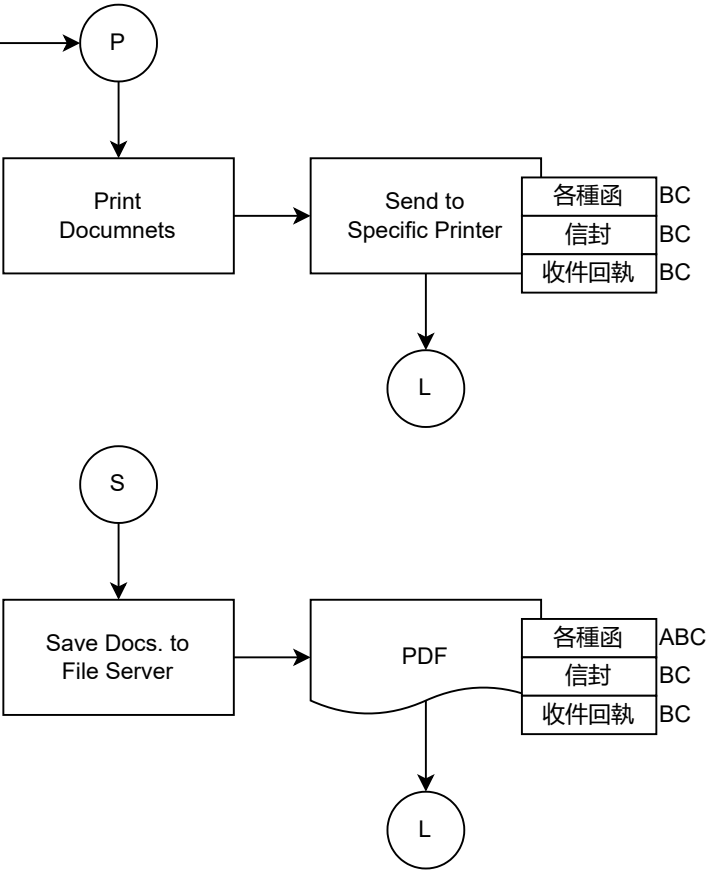 P
Print
Documnets
Send to
Specific Printer
各種函 BC
信封 BC
收件回執 BC
L
S
Save Docs. to
File Server
PDF
各種函 ABC
信封 BC
收件回執 BC
L